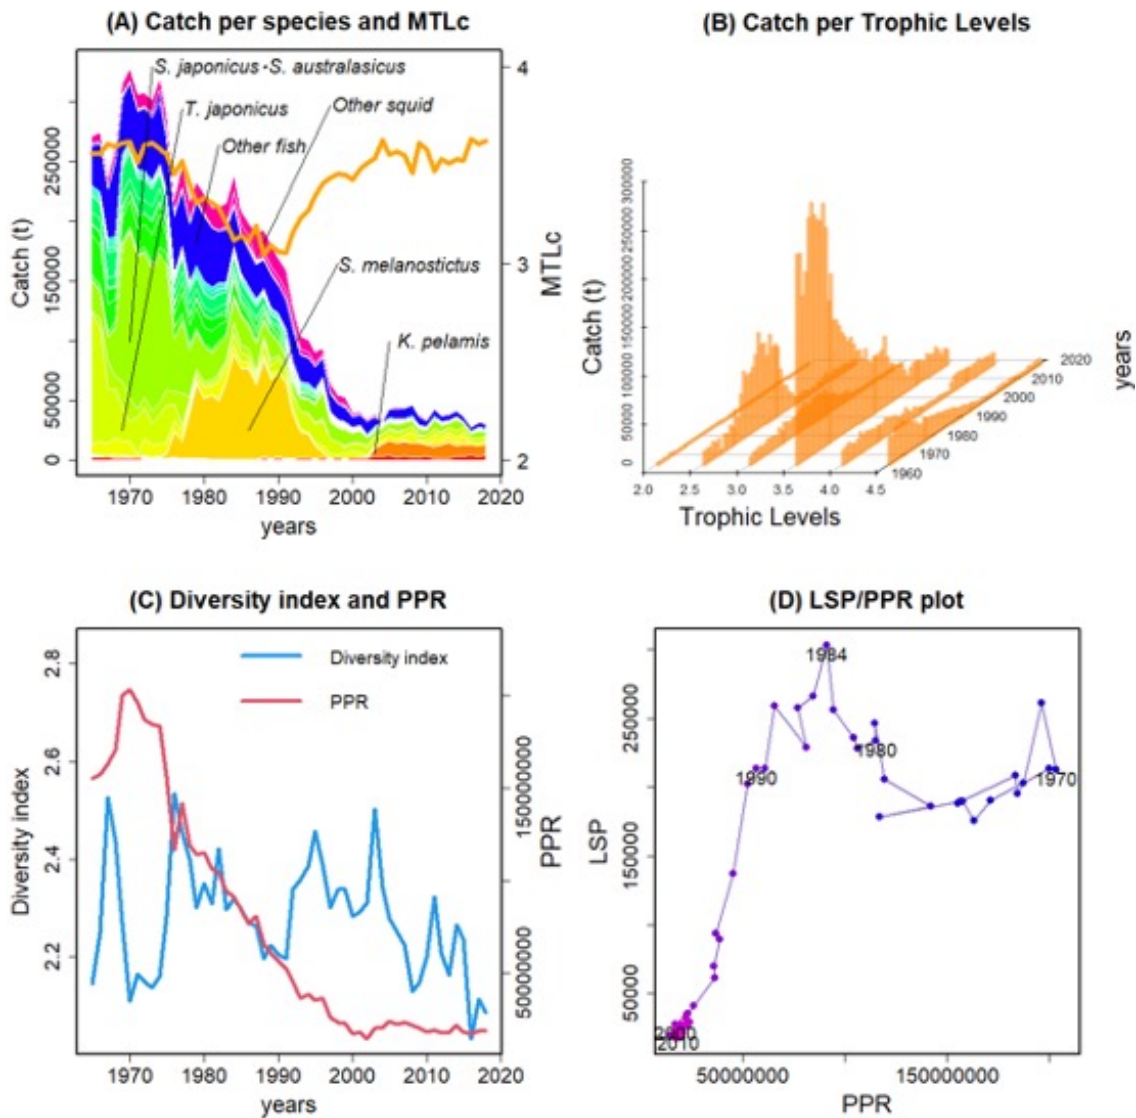 (A) Catch per species and MTLc
S. japonicus・S. australasicus
T. japonicus
Other squid
Other fish
S. melanostictus
K. pelamis
Catch (t)
0
50000
150000
250000
MTLc
2
3
4
1970
1980
1990
2000
2010
2020
years
(B) Catch per Trophic Levels
Catch (t)
0
50000
100000
150000
200000
250000
300000
2.0
2.5
3.0
3.5
4.0
4.5
Trophic Levels
1960
1970
1980
1990
2000
2010
2020
years
(C) Diversity index and PPR
Diversity index
PPR
Diversity index
2.2
2.4
2.6
2.8
PPR
50000000
150000000
1970
1980
1990
2000
2010
2020
years
(D) LSP/PPR plot
1984
1980
1990
1970
2000
2010
LSP
50000
150000
250000
50000000
150000000
PPR